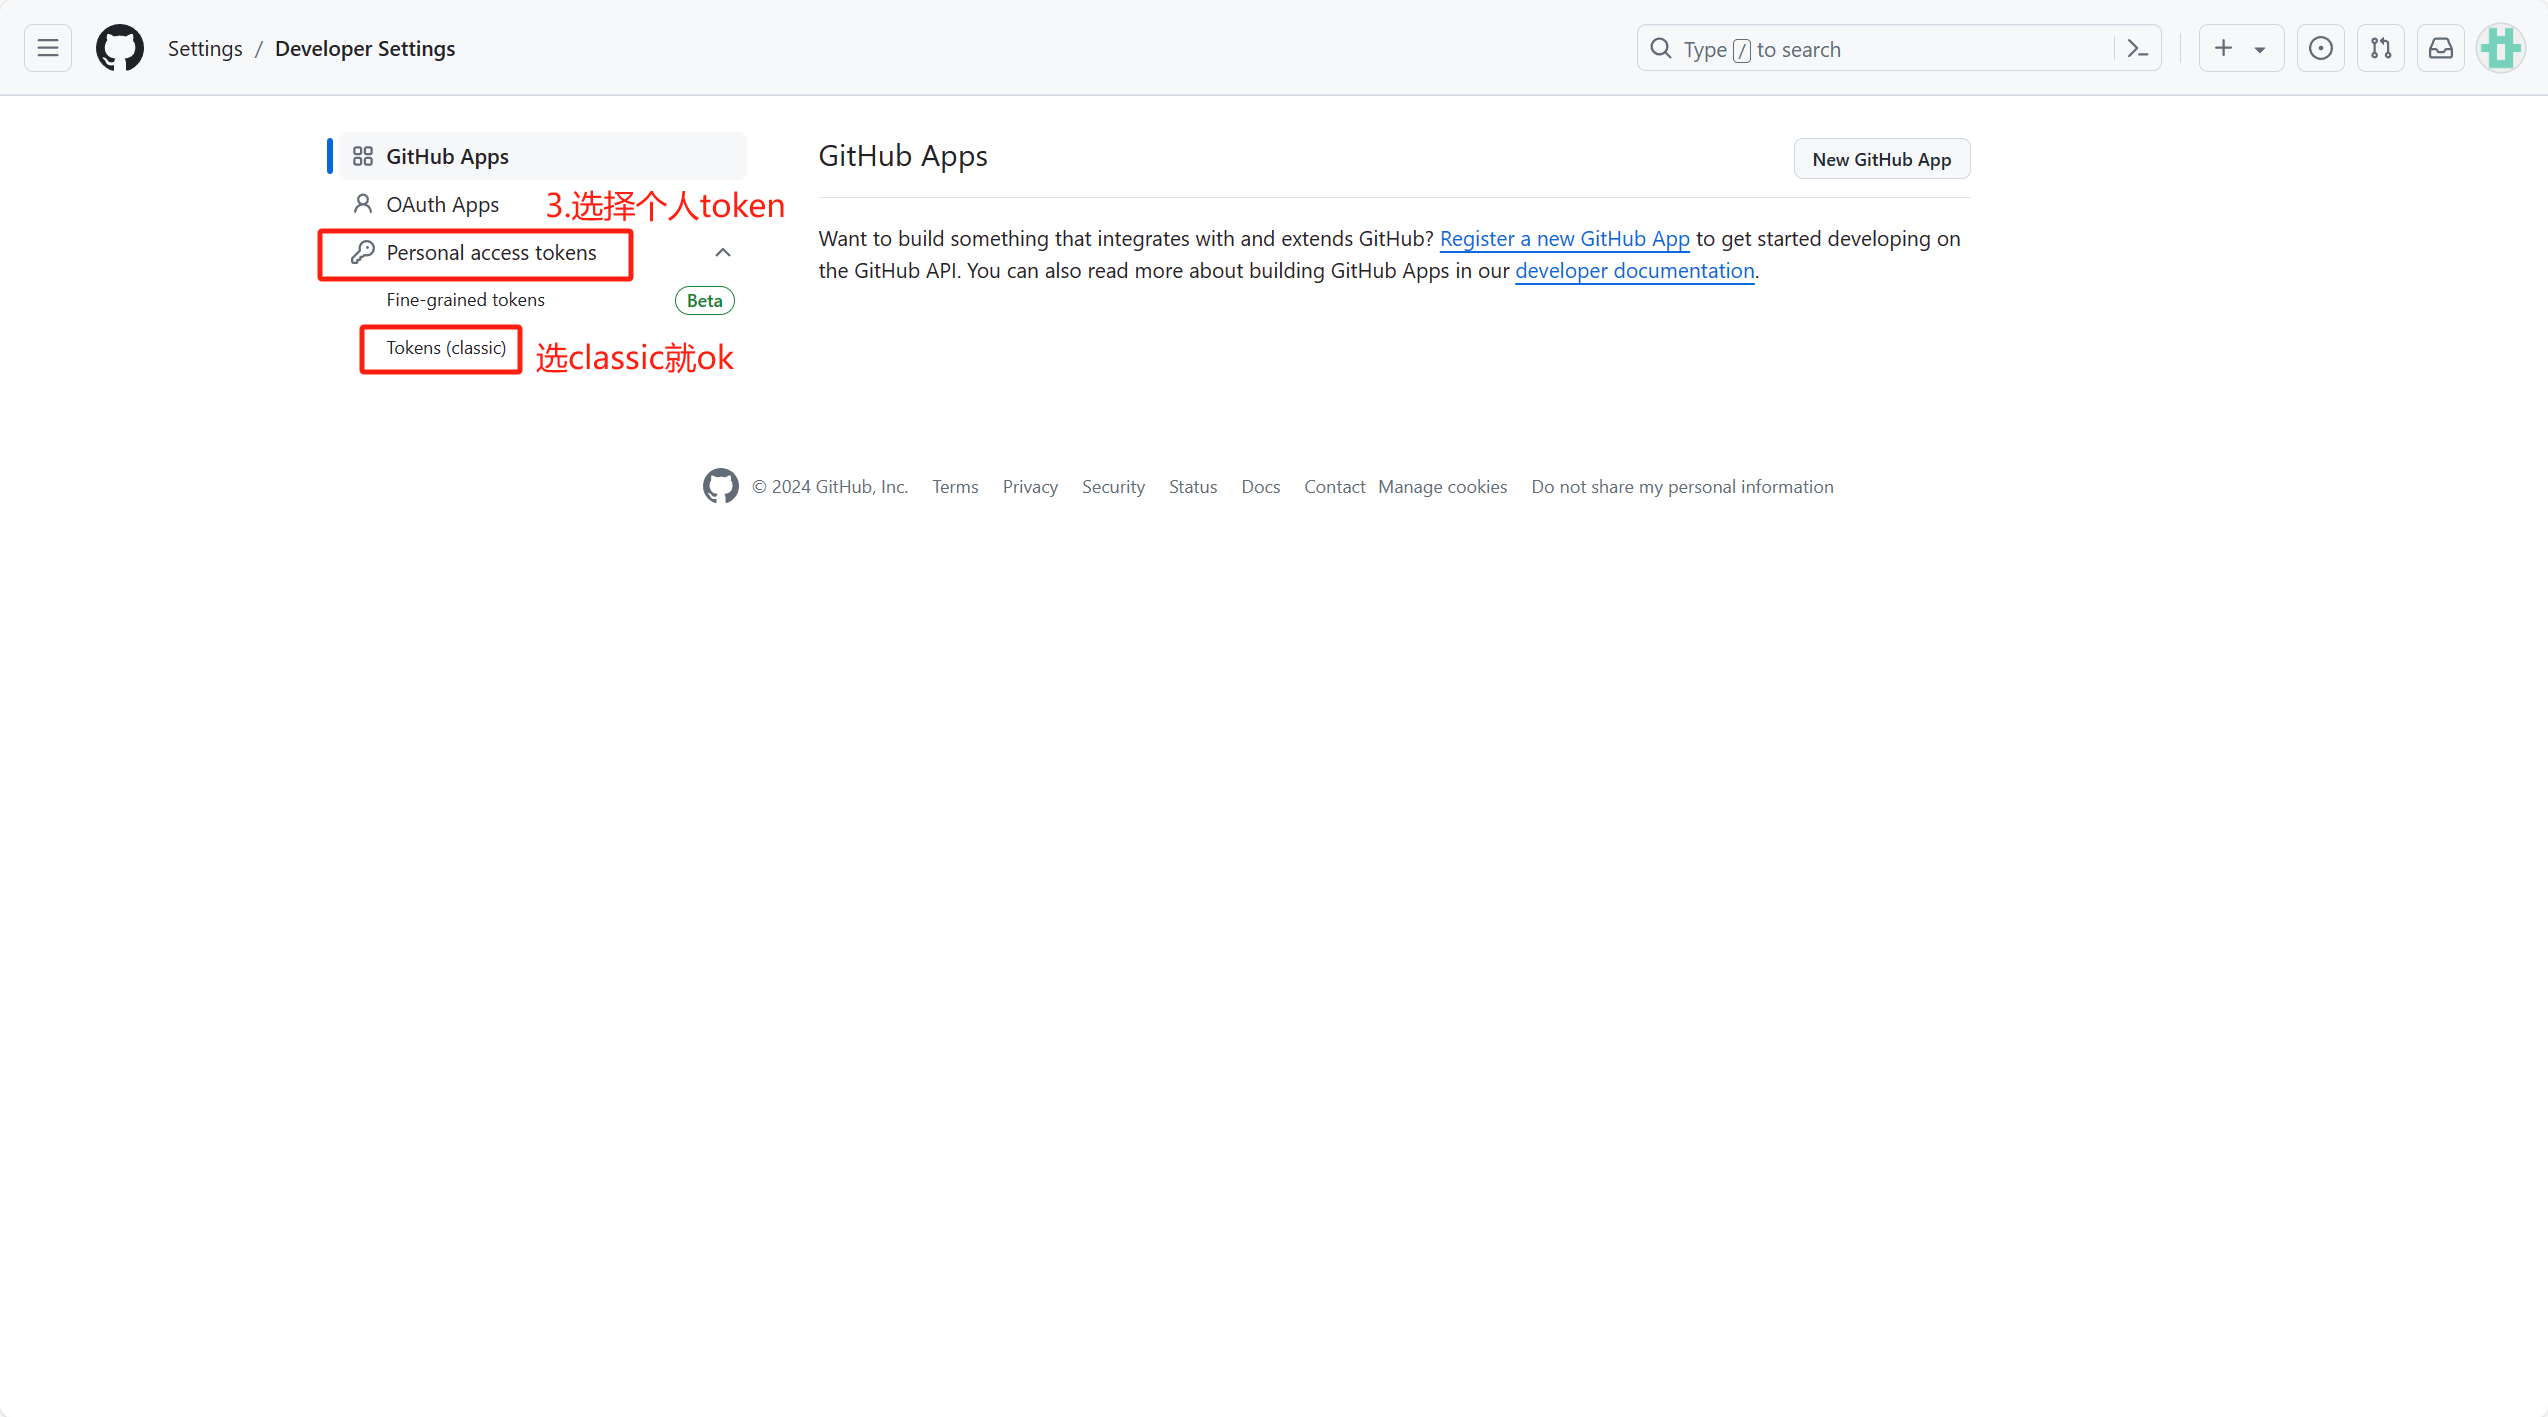 Settings / Developer Settings
Type / to search
GitHub Apps
OAuth Apps
3.选择个人token
Personal access tokens
Fine-grained tokens
Beta
Tokens (classic)
选classic就ok
GitHub Apps
New GitHub App
Want to build something that integrates with and extends GitHub? Register a new GitHub App to get started developing on
the GitHub API. You can also read more about building GitHub Apps in our developer documentation.
© 2024 GitHub, Inc. Terms Privacy Security Status Docs Contact Manage cookies Do not share my personal information